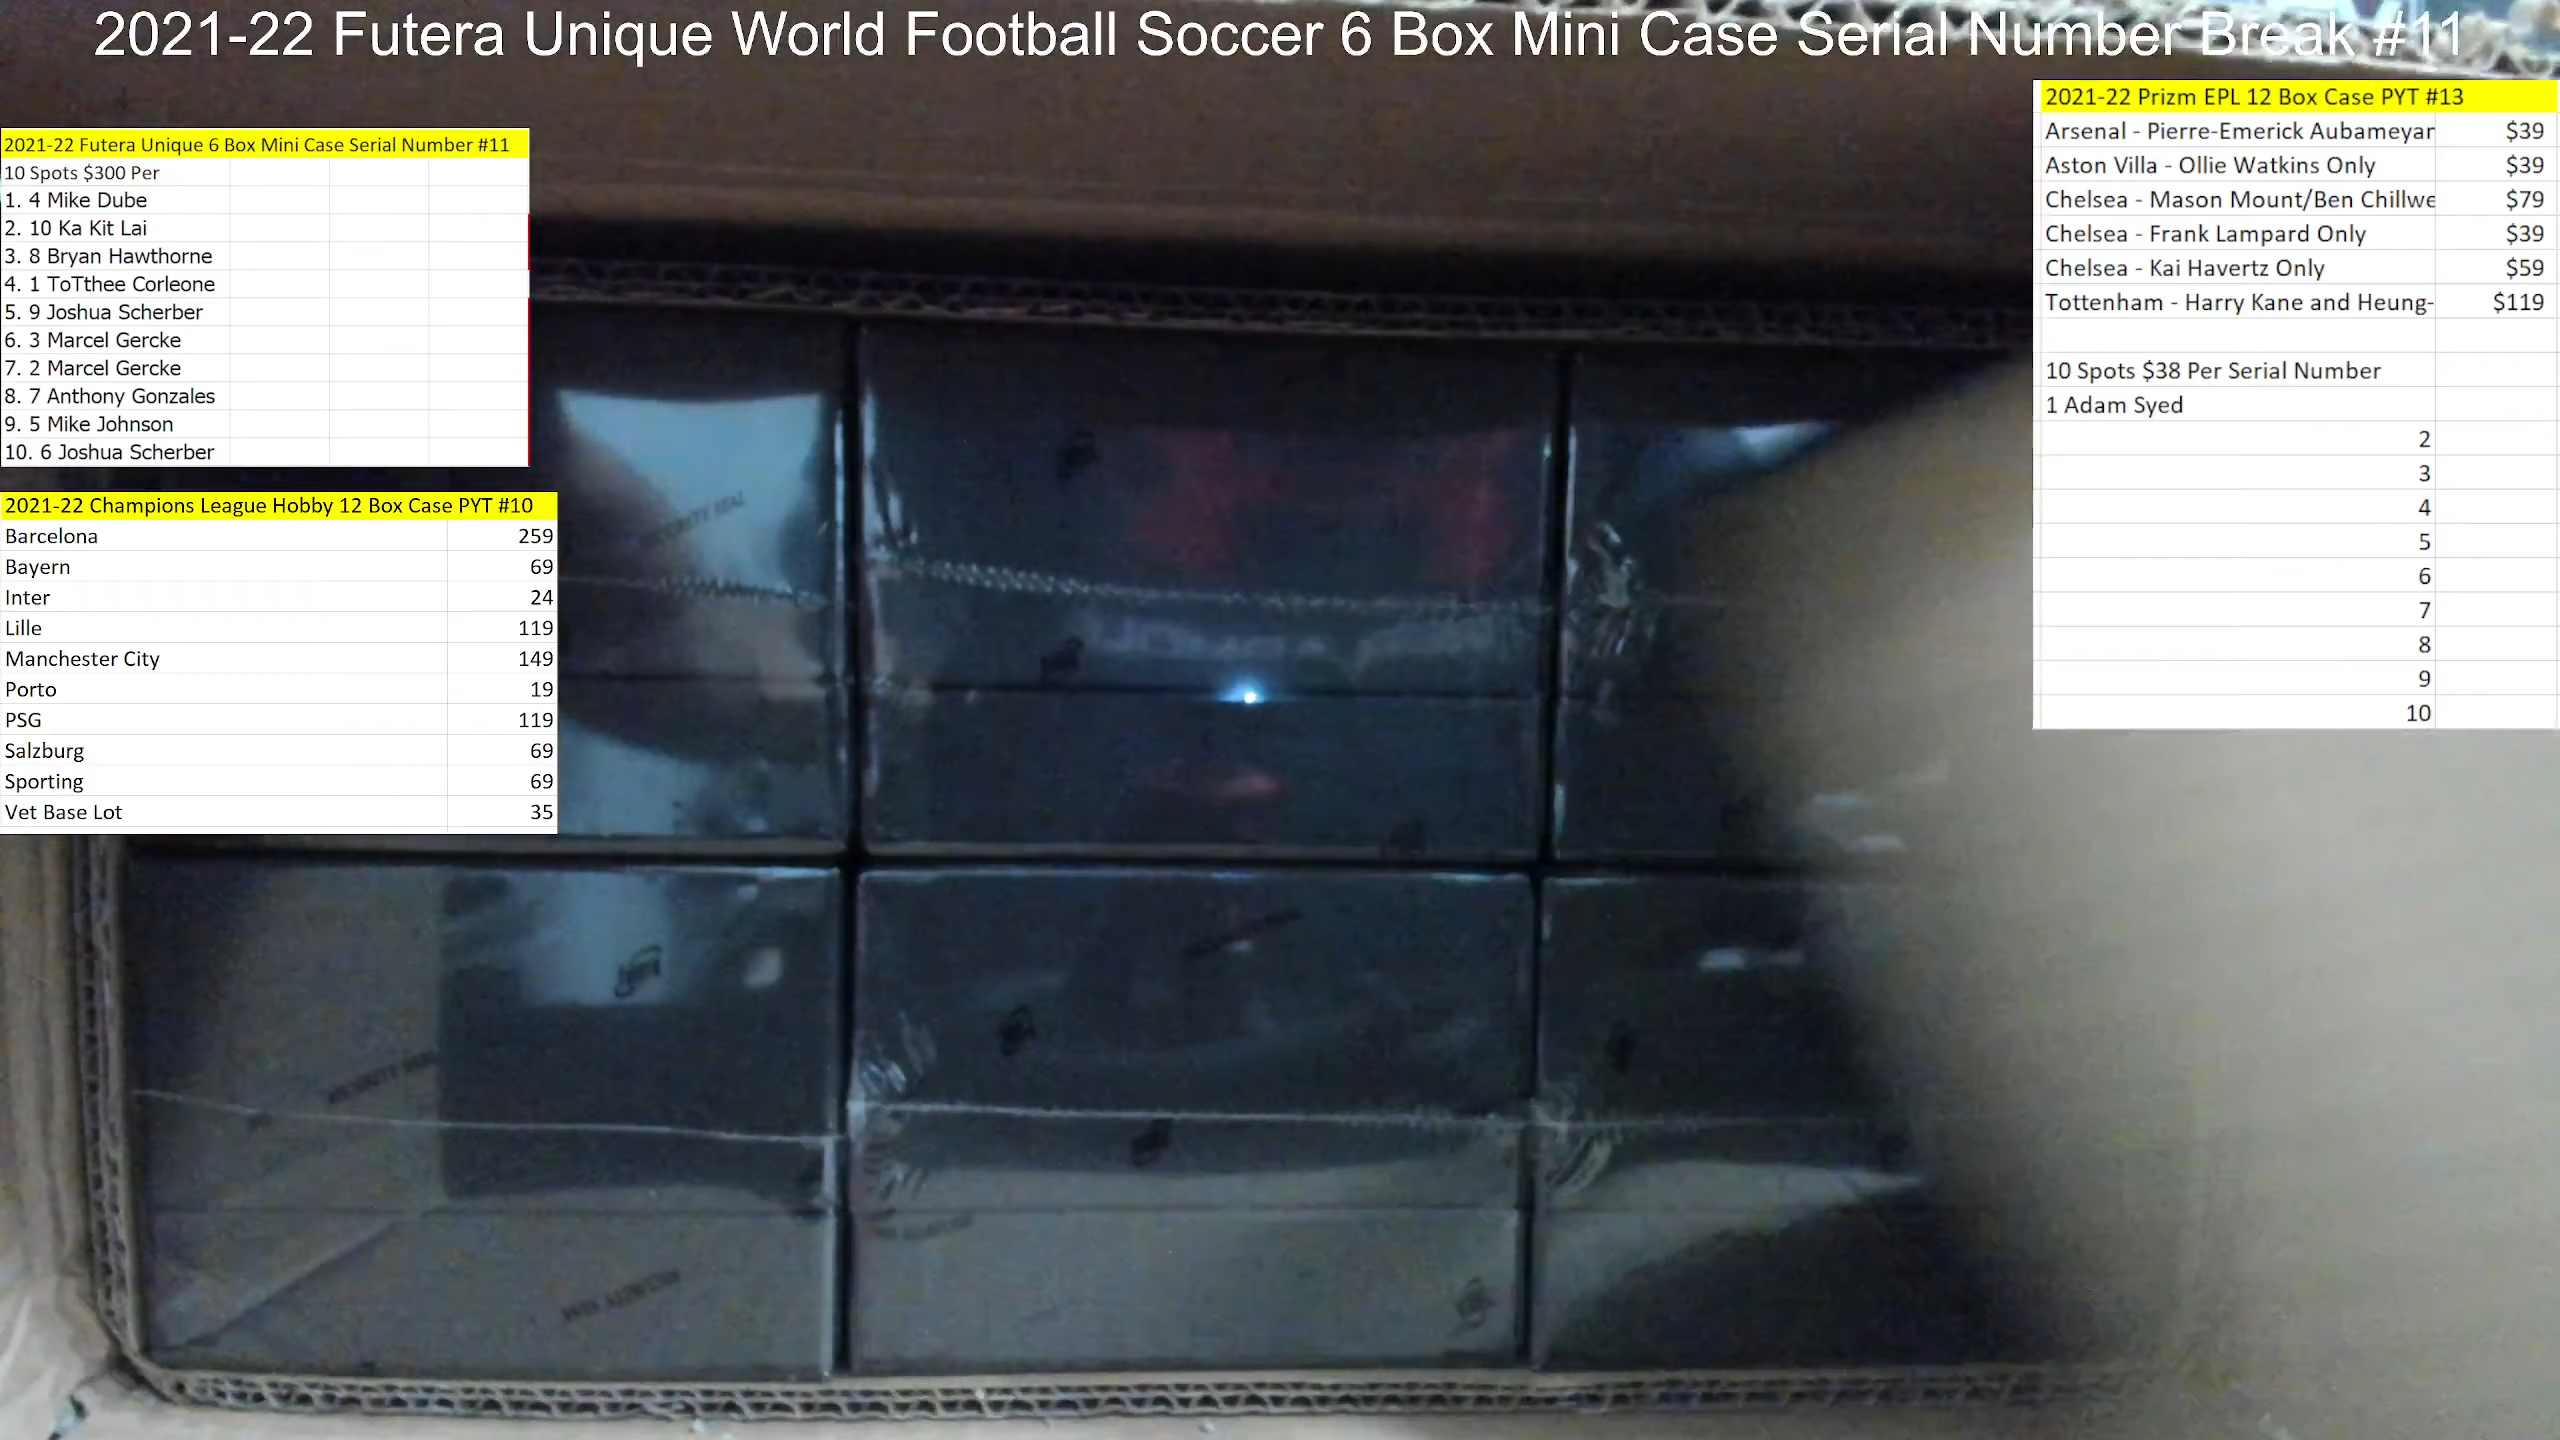 2021-22 Futera Unique World Football Soccer 6 Box Mini Case Serial Number Break #11
2021-22 Futera Unique 6 Box Mini Case Serial Number #11
10 Spots $300 Per
1. 4 Mike Dube
2. 10 Ka Kit Lai
3. 8 Bryan Hawthorne
4. 1 ToTthee Corleone
5. 9 Joshua Scherber
6. 3 Marcel Gercke
7. 2 Marcel Gercke
8. 7 Anthony Gonzales
9. 5 Mike Johnson
10. 6 Joshua Scherber
2021-22 Champions League Hobby 12 Box Case PYT #10
Barcelona 259
Bayern 69
Inter 24
Lille 119
Manchester City 149
Porto 19
PSG 119
Salzburg 69
Sporting 69
Vet Base Lot 35
2021-22 Prizm EPL 12 Box Case PYT #13
Arsenal - Pierre-Emerick Aubameyar $39
Aston Villa - Ollie Watkins Only $39
Chelsea - Mason Mount/Ben Chillwe $79
Chelsea - Frank Lampard Only $39
Chelsea - Kai Havertz Only $59
Tottenham - Harry Kane and Heung- $119
10 Spots $38 Per Serial Number
1 Adam Syed
2
3
4
5
6
7
8
9
10
SECURITY SEAL